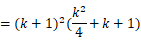 = (k + 1)²(k²/4 + k + 1)